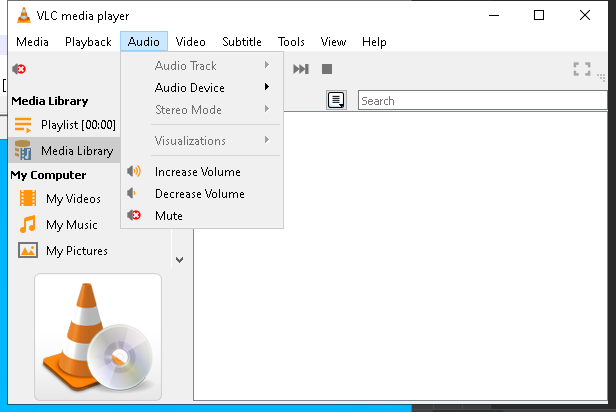 VLC media player
Media Playback Audio Video Subtitle Tools View Help
Audio Track
Audio Device
Stereo Mode
Visualizations
Increase Volume
Decrease Volume
Mute
Media Library
Playlist [00:00]
Media Library
My Computer
My Videos
My Music
My Pictures
Search